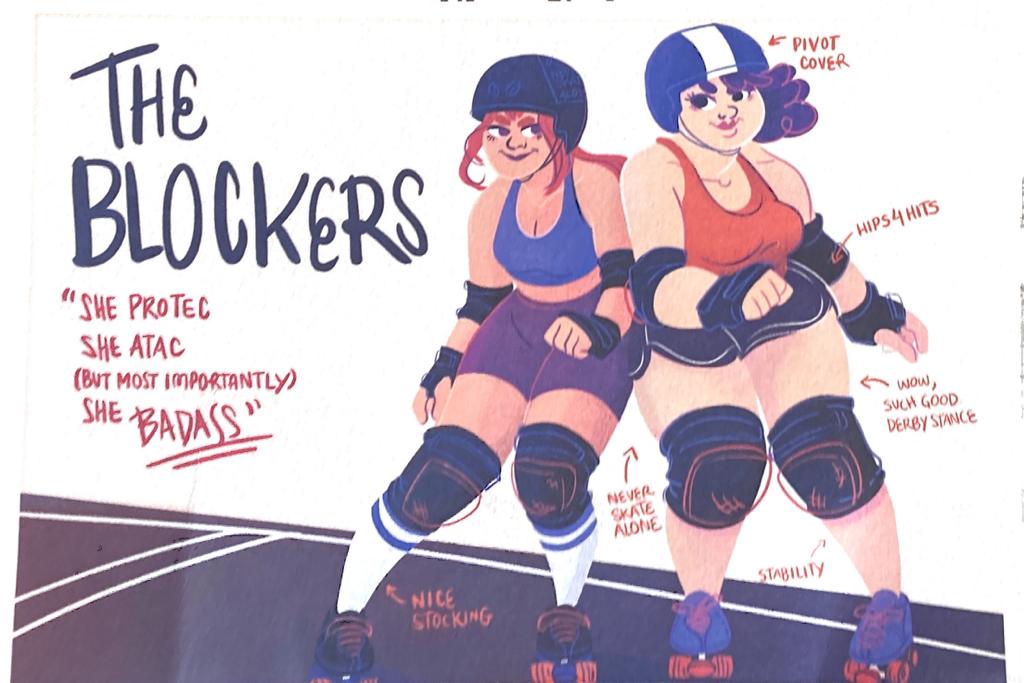 THE
BLOCKERS
"SHE PROTEC
SHE ATAC
(BUT MOST IMPORTANTLY)
SHE BADASS"
PIVOT
COVER
HIPS 4 HITS
WOW,
SUCH GOOD
DERBY STANCE
NEVER
SKATE
ALONE
STABILITY
NICE
STOCKING